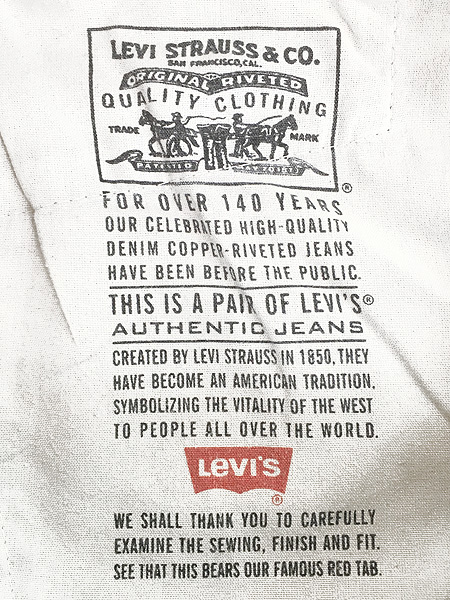 LEVI STRAUSS & CO.
SAN FRANCISCO, CAL.
ORIGINAL RIVETED
QUALITY CLOTHING
TRADE MARK
PATENTED MAY 20 1873
®
FOR OVER 140 YEARS
OUR CELEBRATED HIGH-QUALITY
DENIM COPPER-RIVETED JEANS
HAVE BEEN BEFORE THE PUBLIC.
THIS IS A PAIR OF LEVI'S®
AUTHENTIC JEANS
CREATED BY LEVI STRAUSS IN 1850, THEY
HAVE BECOME AN AMERICAN TRADITION.
SYMBOLIZING THE VITALITY OF THE WEST
TO PEOPLE ALL OVER THE WORLD.
LEVI'S
®
WE SHALL THANK YOU TO CAREFULLY
EXAMINE THE SEWING, FINISH AND FIT.
SEE THAT THIS BEARS OUR FAMOUS RED TAB.